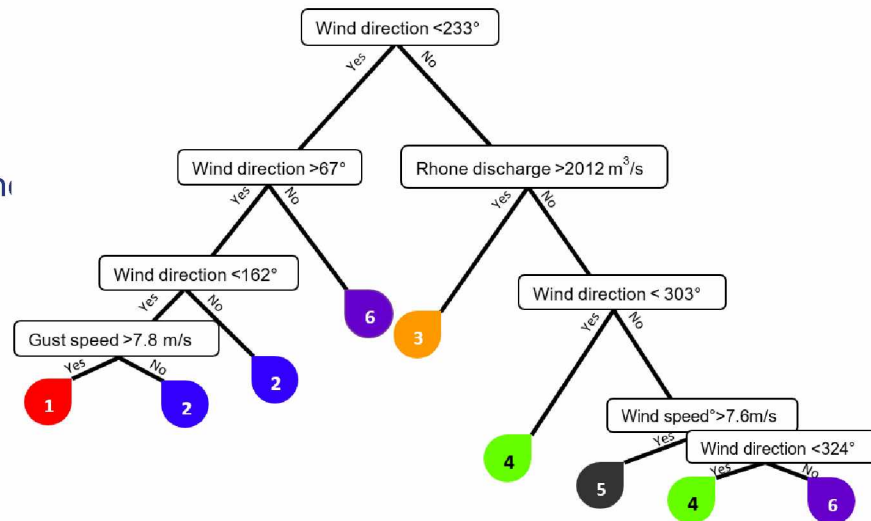 Wind direction <233°
Yes
No
Wind direction >67°
Rhone discharge >2012 m³/s
Yes
No
Yes
No
Wind direction <162°
Wind direction < 303°
Yes
No
6
3
Yes
No
Gust speed >7.8 m/s
Yes
No
1
2
2
Wind speed°>7.6m/s
Yes
Wind direction <324°
4
5
Yes
No
4
6